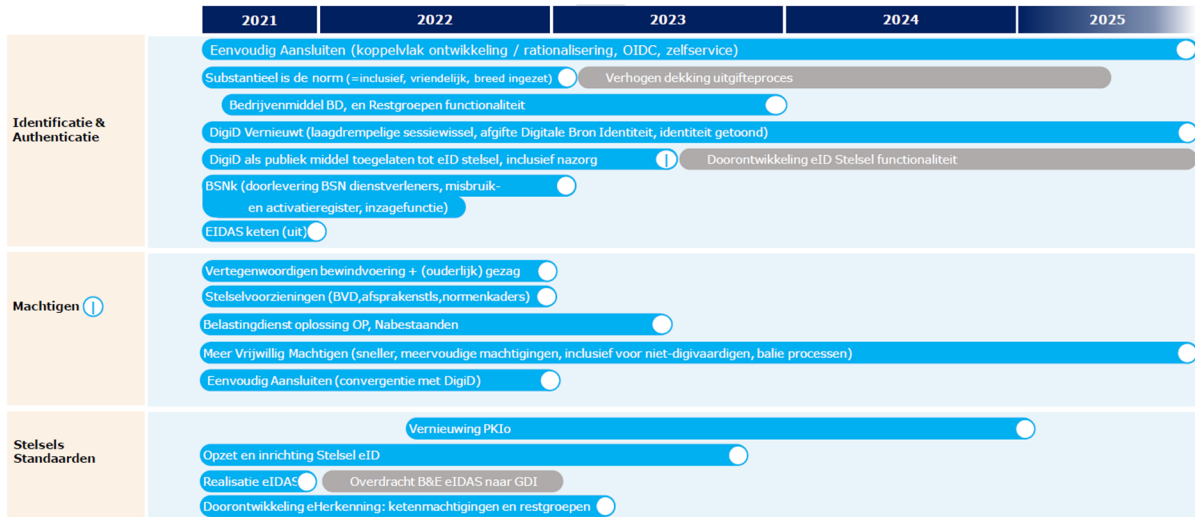 2021 2022 2023 2024 2025
Identificatie &
Authenticatie
Eenvoudig Aansluiten (koppelvlak ontwikkeling / rationalisering, OIDC, zelfservice)
Substantieel is de norm (=inclusief, vriendelijk, breed ingezet)
Verhogen dekking uitgifteproces
Bedrijvenmiddel BD, en Restgroepen functionaliteit
DigiD Vernieuwt (laagdrempelige sessiewissel, afgifte Digitale Bron Identiteit, identiteit getoond)
DigiD als publiek middel toegelaten tot eID stelsel, inclusief nazorg
Doorontwikkeling eID Stelsel functionaliteit
BSNk (doorlevering BSN dienstverleners, misbruik-
en activatieregister, inzagefunctie)
EIDAS keten (uit)
Machtigen
Vertegenwoordigen bewindvoering + (ouderlijk) gezag
Stelselvoorzieningen (BVD,afsprakenstls,normenkaders)
Belastingdienst oplossing OP, Nabestaanden
Meer Vrijwillig Machtigen (sneller, meervoudige machtigingen, inclusief voor niet-digivaardigen, balie processen)
Eenvoudig Aansluiten (convergentie met DigiD)
Stelsels
Standaarden
Vernieuwing PKIo
Opzet en inrichting Stelsel eID
Realisatie eIDAS
Overdracht B&E eIDAS naar GDI
Doorontwikkeling eHerkenning: ketenmachtigingen en restgroepen